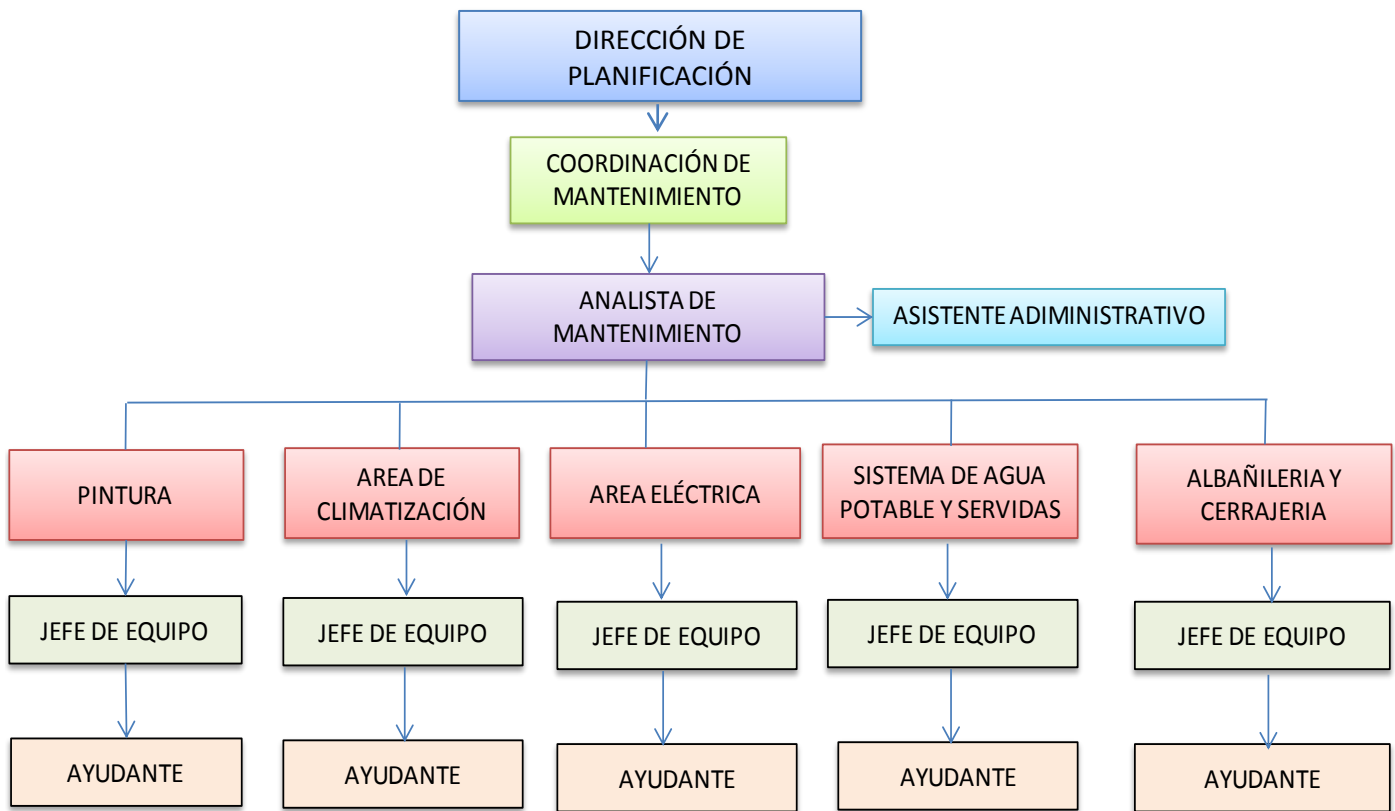 DIRECCIÓN DE
PLANIFICACIÓN
COORDINACIÓN DE
MANTENIMIENTO
ANALISTA DE
MANTENIMIENTO
ASISTENTE ADIMINISTRATIVO
PINTURA
AREA DE
CLIMATIZACIÓN
AREA ELÉCTRICA
SISTEMA DE AGUA
POTABLE Y SERVIDAS
ALBAÑILERIA Y
CERRAJERIA
JEFE DE EQUIPO
JEFE DE EQUIPO
JEFE DE EQUIPO
JEFE DE EQUIPO
JEFE DE EQUIPO
AYUDANTE
AYUDANTE
AYUDANTE
AYUDANTE
AYUDANTE